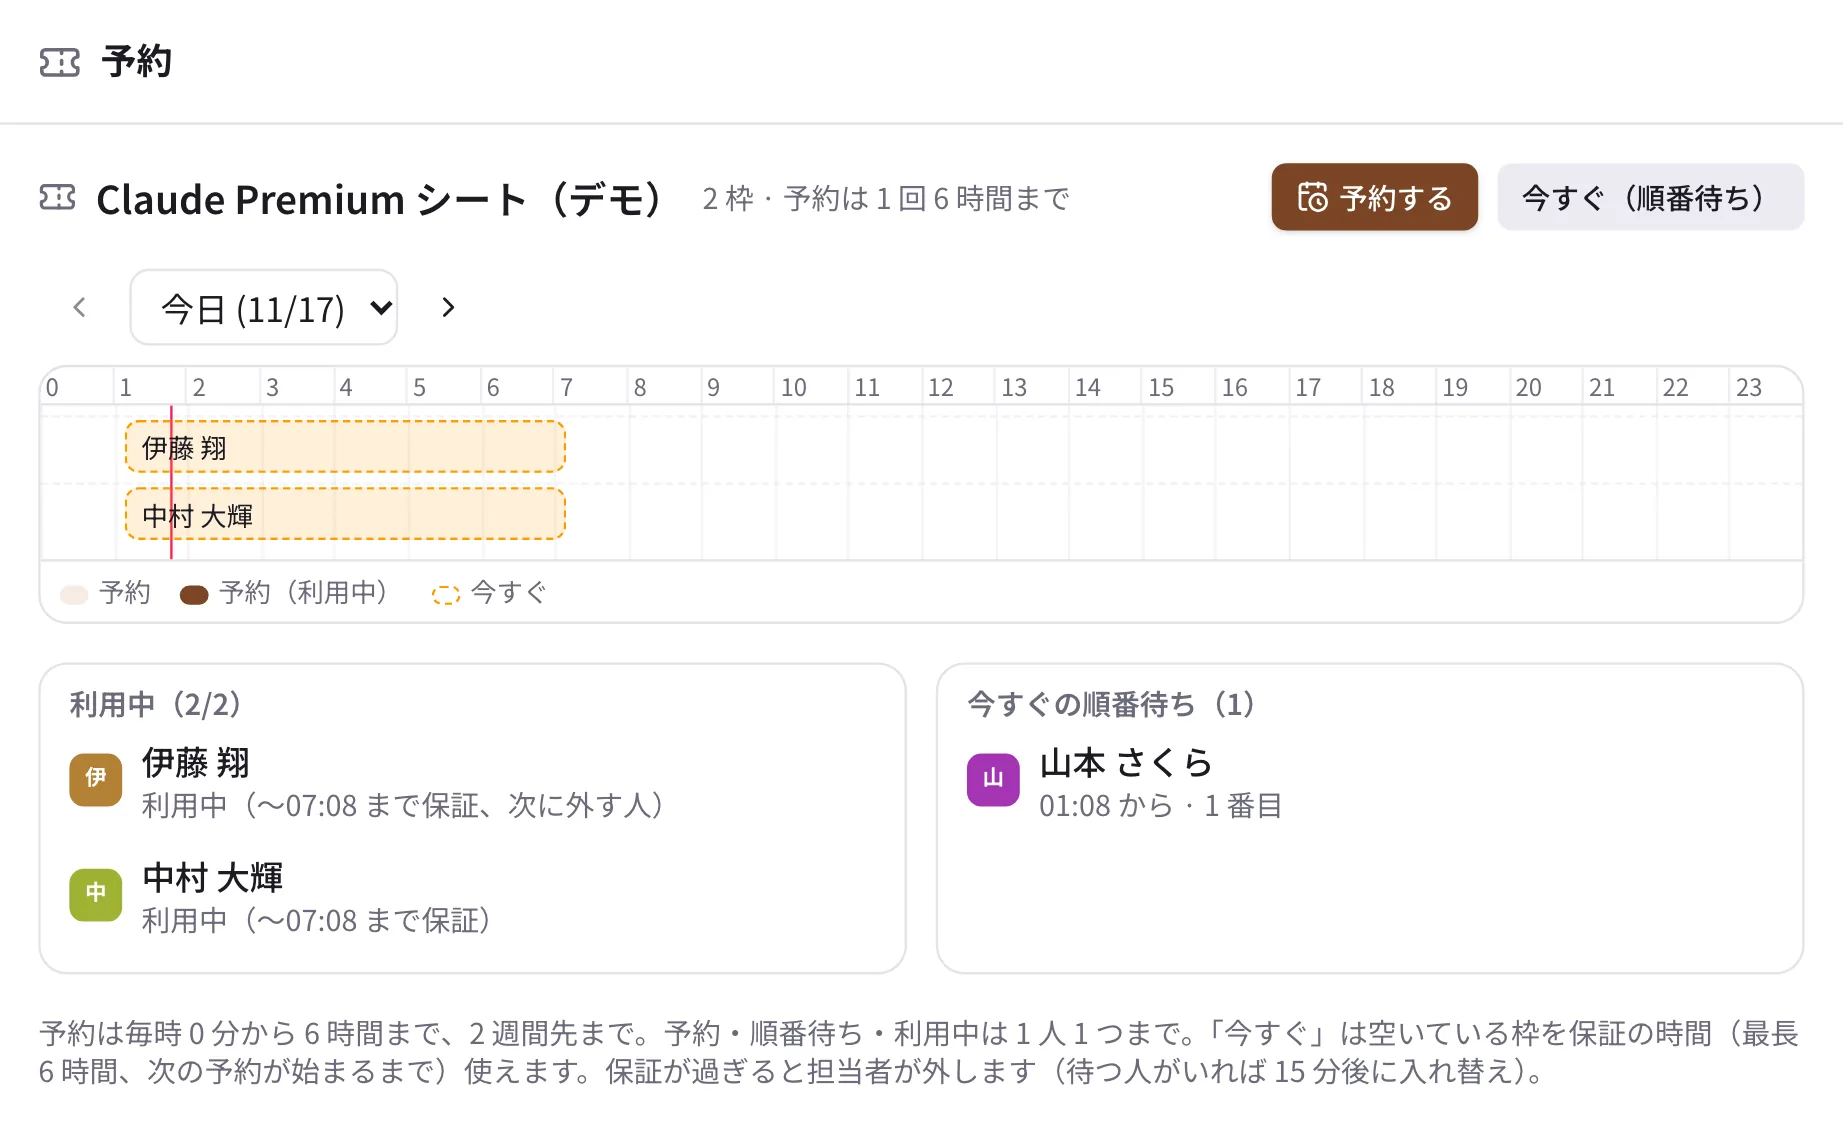 予約
Claude Premium シート（デモ） 2 枠 · 予約は 1 回 6 時間まで
予約する
今すぐ（順番待ち）
今日 (11/17)
0 1 2 3 4 5 6 7 8 9 10 11 12 13 14 15 16 17 18 19 20 21 22 23
伊藤 翔
中村 大輝
予約 予約（利用中） 今すぐ
利用中（2/2）
伊
伊藤 翔
利用中（～07:08 まで保証、次に外す人）
中
中村 大輝
利用中（～07:08 まで保証）
今すぐの順番待ち（1）
山
山本 さくら
01:08 から · 1 番目
予約は毎時 0 分から 6 時間まで、2 週間先まで。予約・順番待ち・利用中は 1 人 1 つまで。「今すぐ」は空いている枠を保証の時間（最長
6 時間、次の予約が始まるまで）使えます。保証が過ぎると担当者が外します（待つ人がいれば 15 分後に入れ替え）。